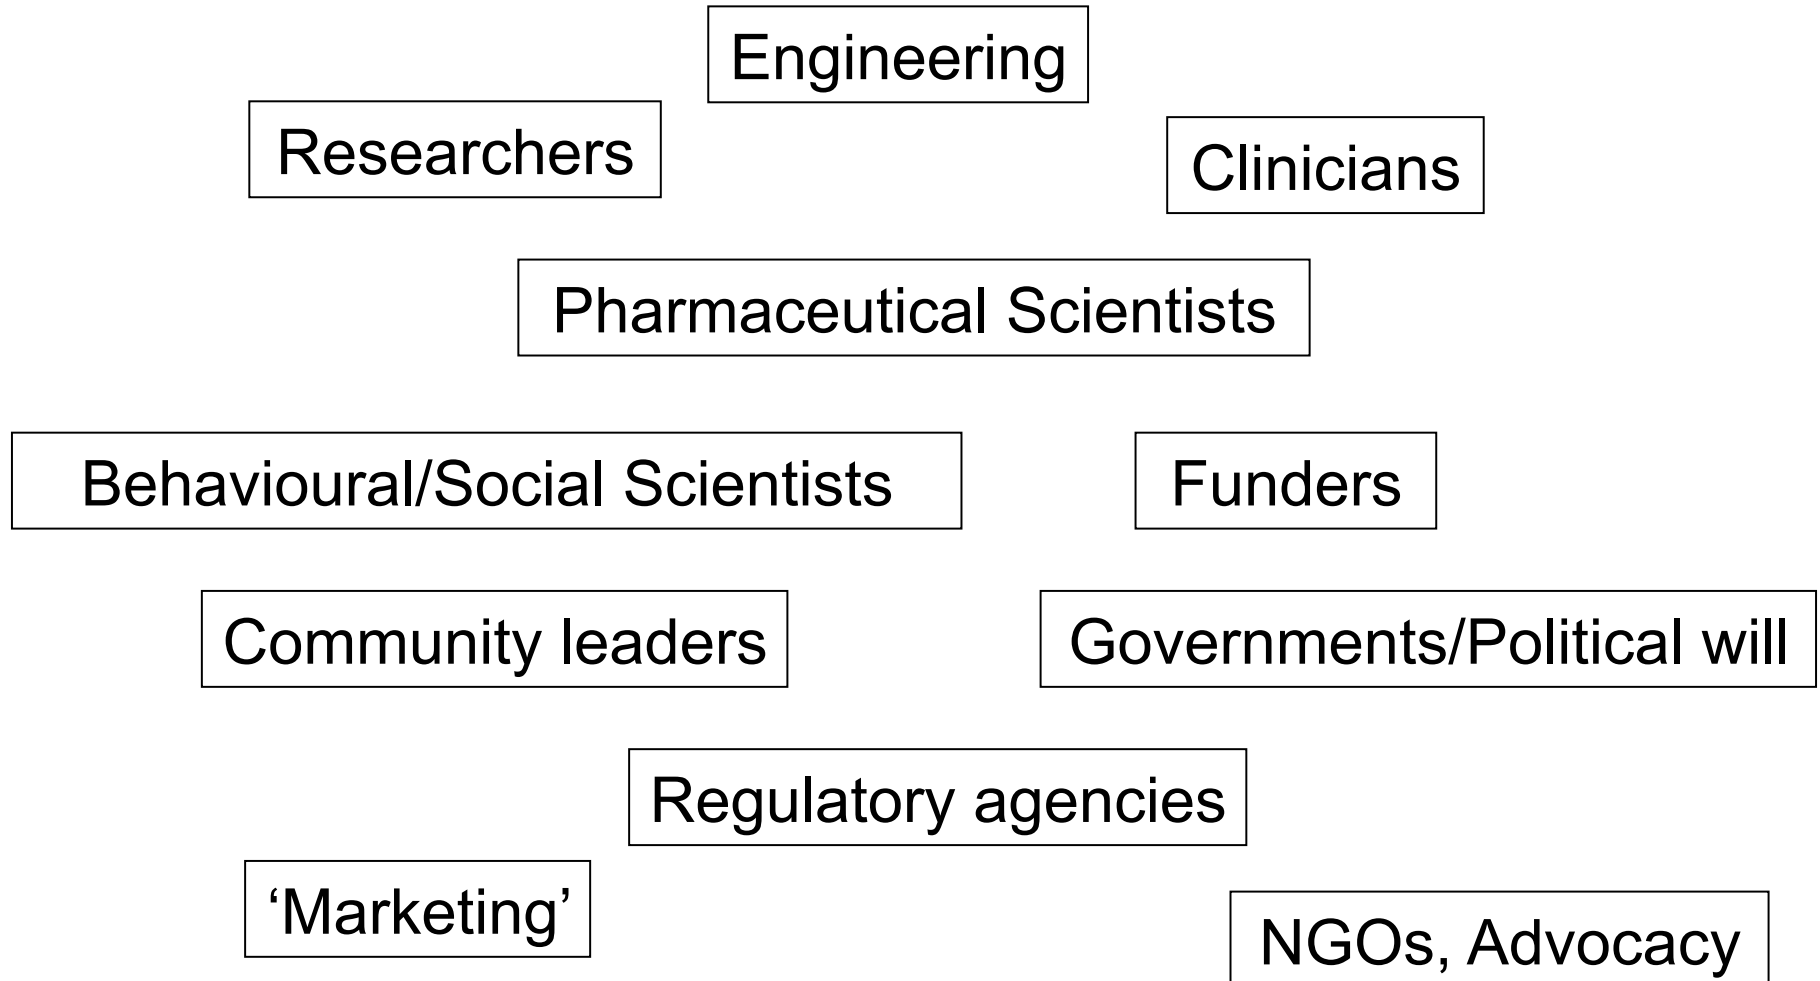 Engineering
Researchers
Clinicians
Pharmaceutical Scientists
Behavioural/Social Scientists
Funders
Community leaders
Governments/Political will
Regulatory agencies
‘Marketing’
NGOs, Advocacy